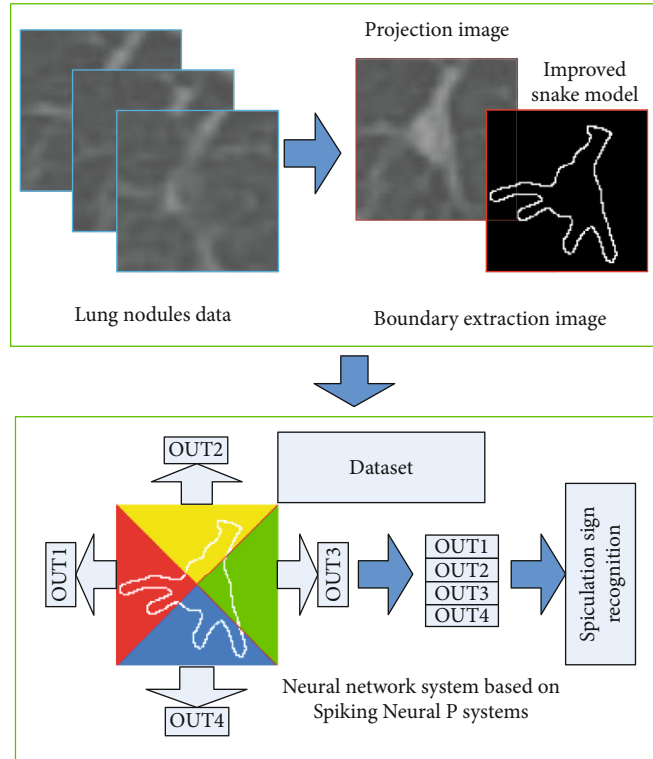 Projection image
Improved
snake model
Lung nodules data
Boundary extraction image
OUT2
Dataset
OUT1
OUT3
OUT1
OUT2
OUT3
OUT4
Spiculation sign
recognition
OUT4
Neural network system based on
Spiking Neural P systems